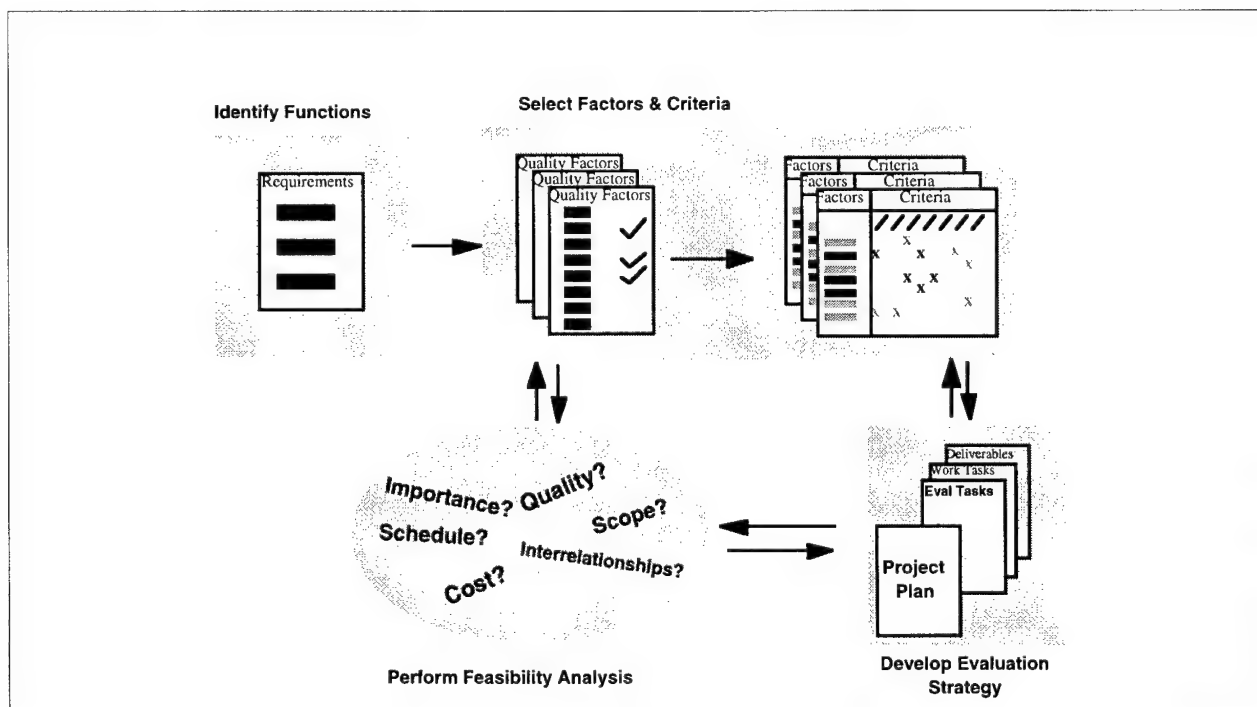 Identify Functions
Select Factors & Criteria
Requirements
Quality Factors
Quality Factors
Quality Factors
Factors Criteria
Factors Criteria
Factors Criteria
x
x x x
x x x
x x
x x
Importance? Quality?
Schedule? Scope?
Interrelationships?
Cost?
Deliverables
Work Tasks
Eval Tasks
Project
Plan
Perform Feasibility Analysis
Develop Evaluation
Strategy